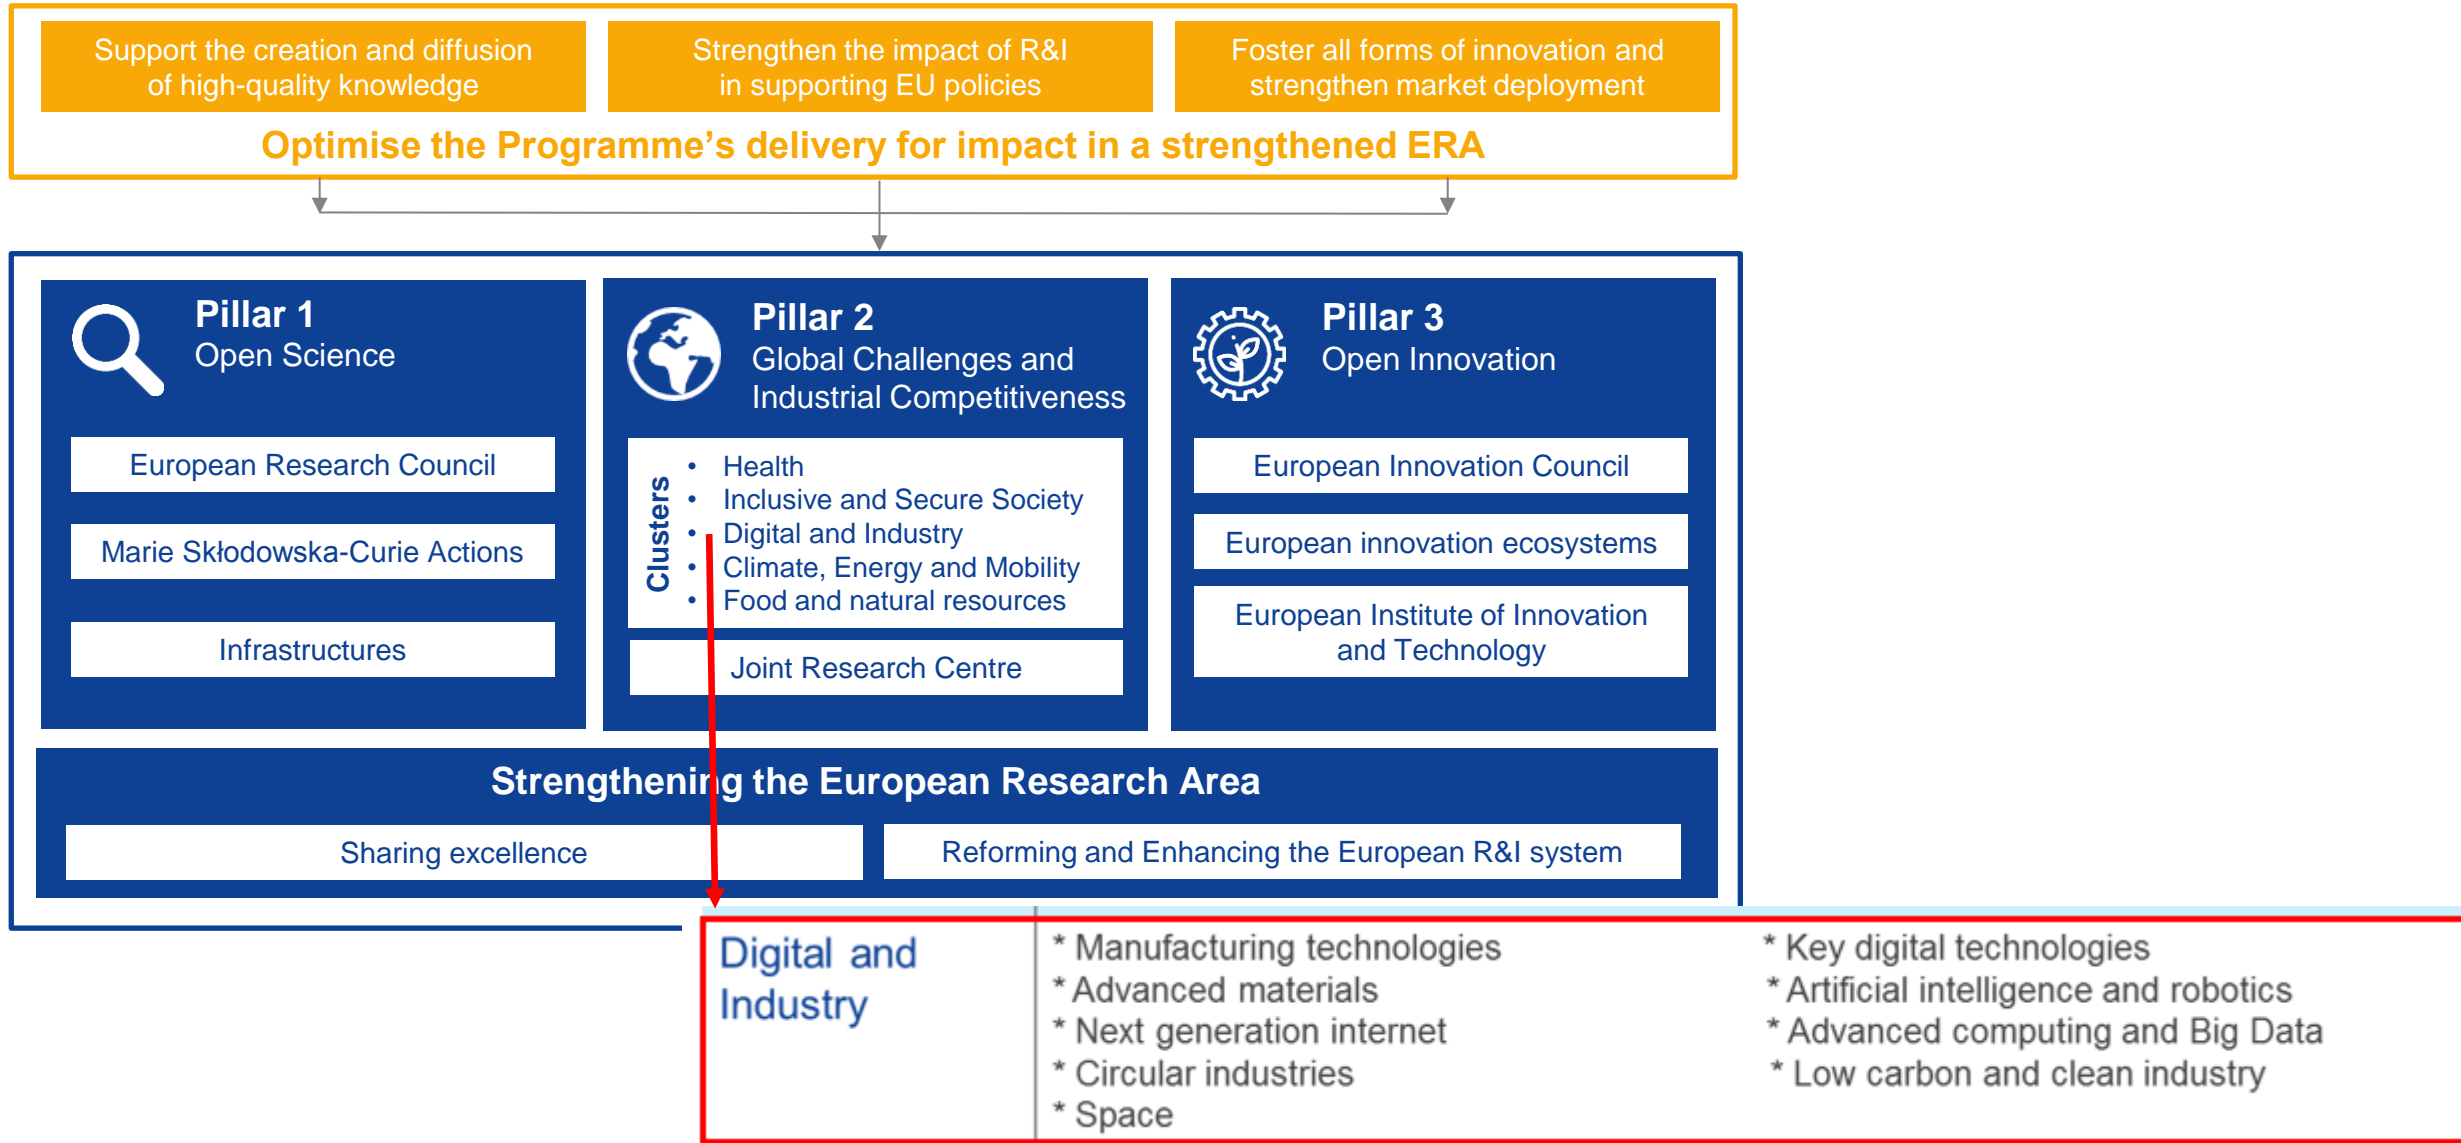 Support the creation and diffusion
of high-quality knowledge
Strengthen the impact of R&I
in supporting EU policies
Foster all forms of innovation and
strengthen market deployment
Optimise the Programme’s delivery for impact in a strengthened ERA
Pillar 1
Open Science
European Research Council
Marie Skłodowska-Curie Actions
Infrastructures
Pillar 2
Global Challenges and
Industrial Competitiveness
Clusters
• Health
• Inclusive and Secure Society
• Digital and Industry
• Climate, Energy and Mobility
• Food and natural resources
Joint Research Centre
Pillar 3
Open Innovation
European Innovation Council
European innovation ecosystems
European Institute of Innovation
and Technology
Strengthening the European Research Area
Sharing excellence
Reforming and Enhancing the European R&I system
Digital and
Industry
* Manufacturing technologies
* Advanced materials
* Next generation internet
* Circular industries
* Space
* Key digital technologies
* Artificial intelligence and robotics
* Advanced computing and Big Data
* Low carbon and clean industry